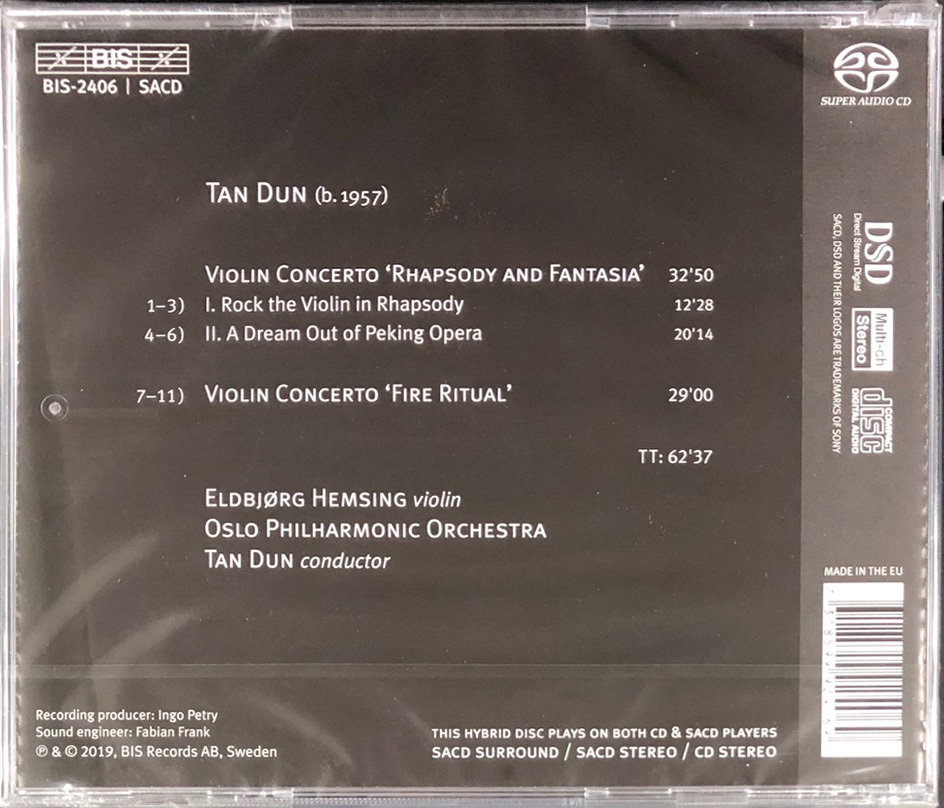 BIS
BIS-2406 | SACD
SUPER AUDIO CD
TAN DUN (b. 1957)
VIOLIN CONCERTO ‘RHAPSODY AND FANTASIA’ 32'50
1–3) I. Rock the Violin in Rhapsody 12'28
4–6) II. A Dream Out of Peking Opera 20'14
7–11) VIOLIN CONCERTO ‘FIRE RITUAL’ 29'00
TT: 62'37
ELDBJØRG HEMSING violin
OSLO PHILHARMONIC ORCHESTRA
TAN DUN conductor
Recording producer: Ingo Petry
Sound engineer: Fabian Frank
℗ & © 2019, BIS Records AB, Sweden
THIS HYBRID DISC PLAYS ON BOTH CD & SACD PLAYERS
SACD SURROUND / SACD STEREO / CD STEREO
DSD
Direct Stream Digital
Multi-ch
Stereo
COMPACT
disc
DIGITAL AUDIO
SACD, DSD AND THEIR LOGOS ARE TRADEMARKS OF SONY
MADE IN THE EU